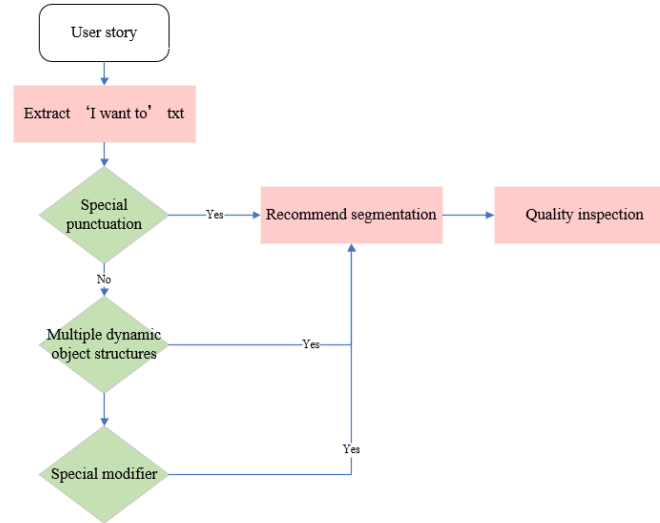 User story
Extract ‘I want to’ txt
Special
punctuation
Yes
Recommend segmentation
Quality inspection
No
Multiple dynamic
object structures
Yes
Yes
Special modifier